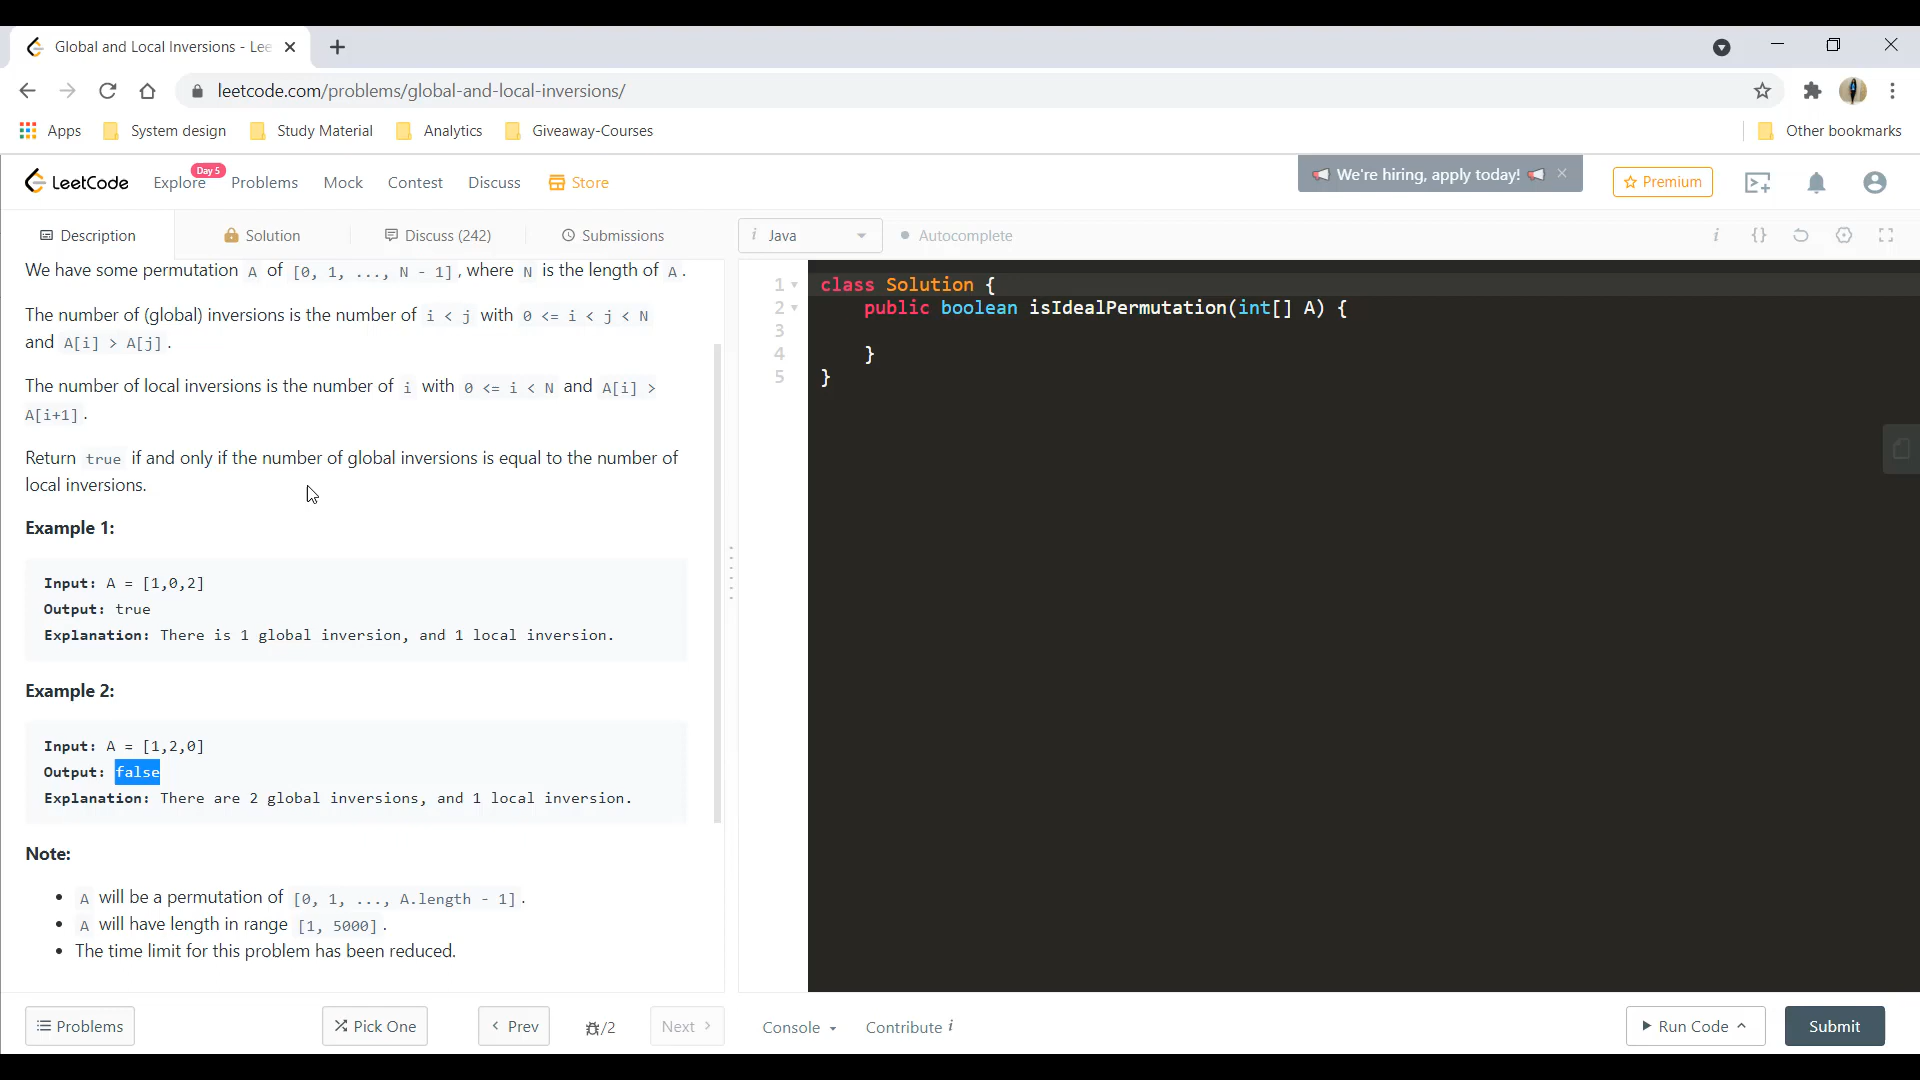 Global and Local Inversions - Lee
leetcode.com/problems/global-and-local-inversions/
Apps System design Study Material Analytics Giveaway-Courses Other bookmarks
LeetCode Explore Day 5 Problems Mock Contest Discuss Store We're hiring, apply today! Premium
Description Solution Discuss (242) Submissions i Java Autocomplete i {}
We have some permutation A of [0, 1, ..., N - 1], where N is the length of A.
The number of (global) inversions is the number of i < j with 0 <= i < j < N
and A[i] > A[j].
The number of local inversions is the number of i with 0 <= i < N and A[i] >
A[i+1].
Return true if and only if the number of global inversions is equal to the number of
local inversions.
Example 1:
Input: A = [1,0,2]
Output: true
Explanation: There is 1 global inversion, and 1 local inversion.
Example 2:
Input: A = [1,2,0]
Output: false
Explanation: There are 2 global inversions, and 1 local inversion.
Note:
• A will be a permutation of [0, 1, ..., A.length - 1].
• A will have length in range [1, 5000].
• The time limit for this problem has been reduced.
1 class Solution {
2 public boolean isIdealPermutation(int[] A) {
3
4 }
5 }
Problems Pick One Prev /2 Next Console Contribute i Run Code Submit